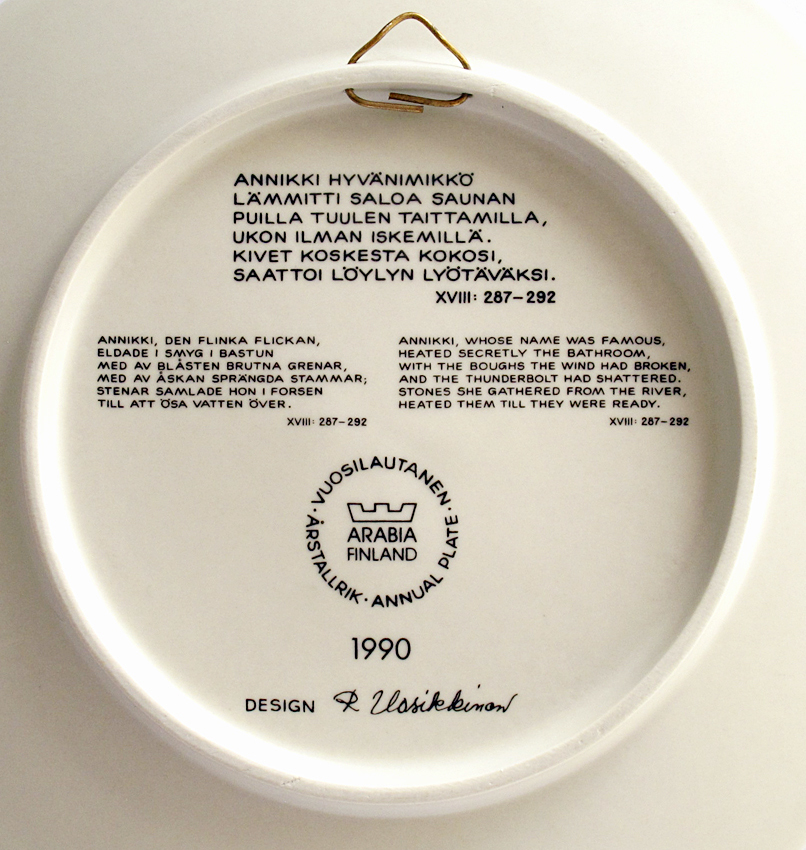 ANNIKKI HYVÄNIMIKKÖ
LÄMMITTI SALOA SAUNAN
PUILLA TUULEN TAITTAMILLA,
UKON ILMAN ISKEMILLÄ.
KIVET KOSKESTA KOKOSI,
SAATTOI LÖYLYN LYÖTÄVÄKSI.
XVIII: 287–292
ANNIKKI, DEN FLINKA FLICKAN,
ELDADE I SMYG I BASTUN
MED AV BLÅSTEN BRUTNA GRENAR,
MED AV ÅSKAN SPRÄNGDA STAMMAR;
STENAR SAMLADE HON I FORSEN
TILL ATT ÖSA VATTEN ÖVER.
XVIII: 287–292
ANNIKKI, WHOSE NAME WAS FAMOUS,
HEATED SECRETLY THE BATHROOM,
WITH THE BOUGHS THE WIND HAD BROKEN,
AND THE THUNDERBOLT HAD SHATTERED.
STONES SHE GATHERED FROM THE RIVER,
HEATED THEM TILL THEY WERE READY.
XVIII: 287–292
· VUOSILAUTANEN ·
ANNUAL PLATE ·
ÅRSTALLRIK
ARABIA
FINLAND
1990
DESIGN R Uosikkinen